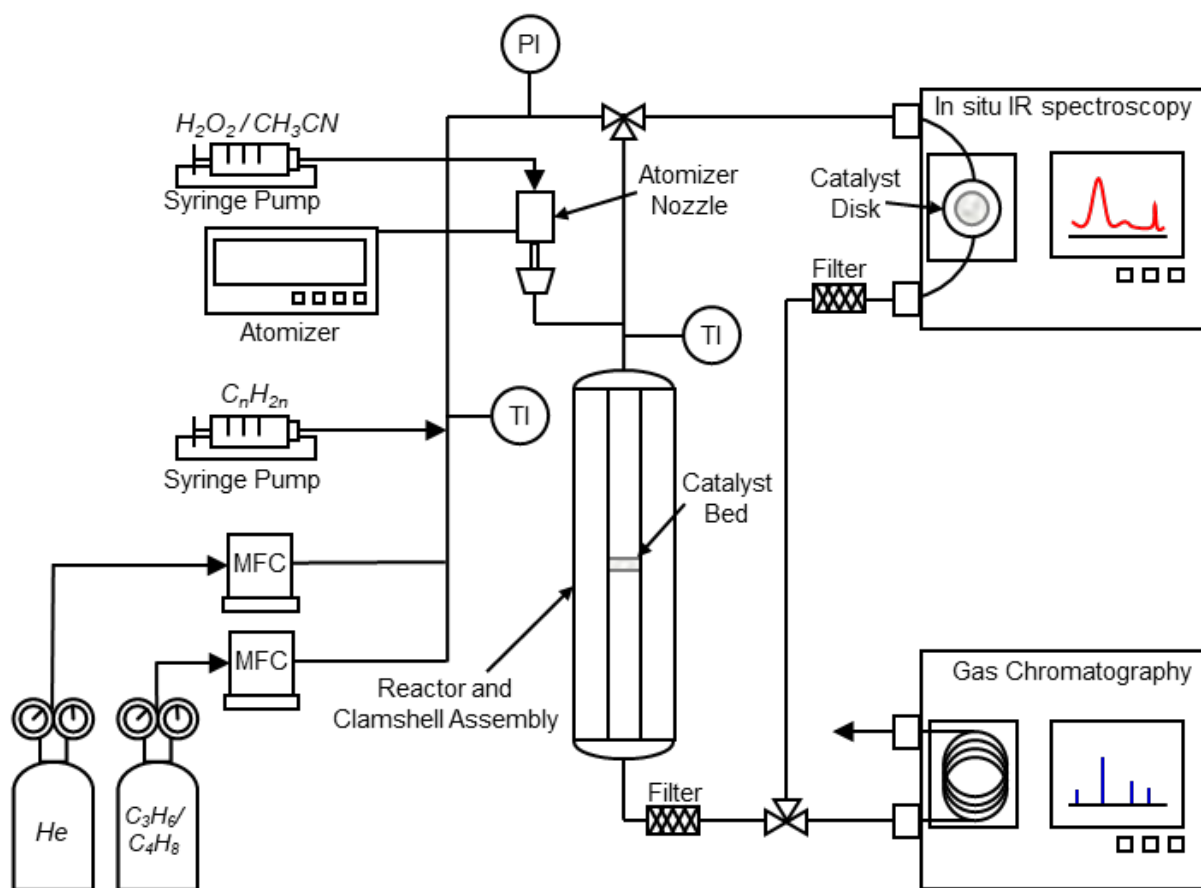 PI
In situ IR spectroscopy
H₂O₂ / CH₃CN
Syringe Pump
Atomizer
Nozzle
Catalyst
Disk
Filter
Atomizer
TI
CₙH₂ₙ
TI
Syringe Pump
Catalyst
Bed
MFC
MFC
Reactor and
Clamshell Assembly
Gas Chromatography
Filter
He
C₃H₆/
C₄H₈